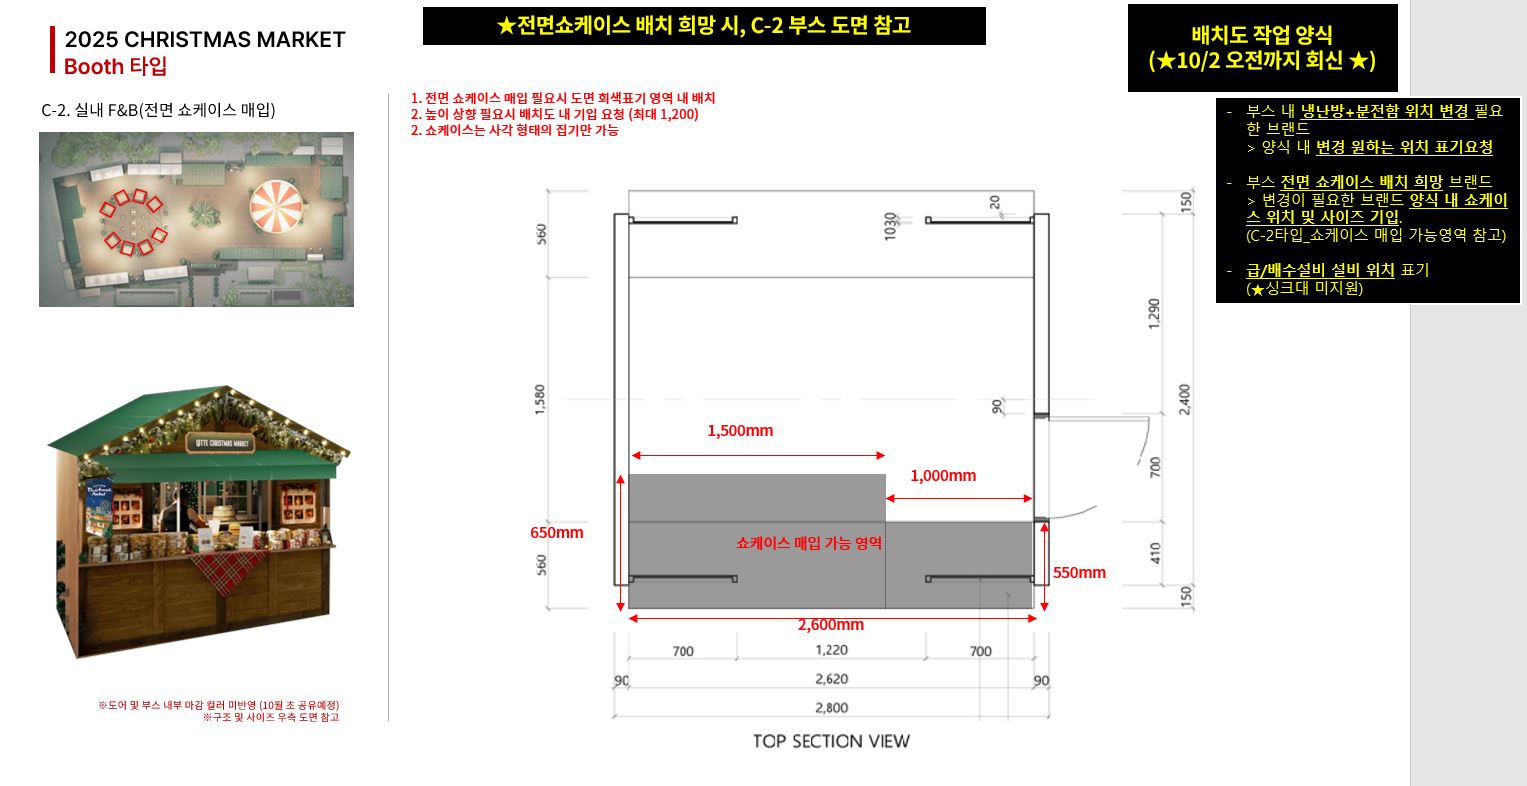 ★전면쇼케이스 배치 희망 시, C-2 부스 도면 참고
배치도 작업 양식
(★10/2 오전까지 회신 ★)
2025 CHRISTMAS MARKET
Booth 타입
C-2. 실내 F&B(전면 쇼케이스 매입)
1. 전면 쇼케이스 매입 필요시 도면 회색표기 영역 내 배치
2. 높이 상향 필요시 배치도 내 기입 요청 (최대 1,200)
2. 쇼케이스는 사각 형태의 집기만 가능
- 부스 내 냉난방+분전함 위치 변경 필요
한 브랜드
> 양식 내 변경 원하는 위치 표기요청
- 부스 전면 쇼케이스 배치 희망 브랜드
> 변경이 필요한 브랜드 양식 내 쇼케이
스 위치 및 사이즈 기입.
(C-2타입_쇼케이스 매입 가능영역 참고)
- 급/배수설비 설비 위치 표기
(★싱크대 미지원)
20
1030
150
560
1,290
90
1,580
2,400
1,500mm
1,000mm
700
650mm
쇼케이스 매입 가능 영역
560
410
550mm
150
2,600mm
700
1,220
700
90
2,620
90
2,800
TOP SECTION VIEW
LOTTE CHRISTMAS MARKET
※도어 및 부스 내부 마감 컬러 미반영 (10월 초 공유예정)
※구조 및 사이즈 우측 도면 참고